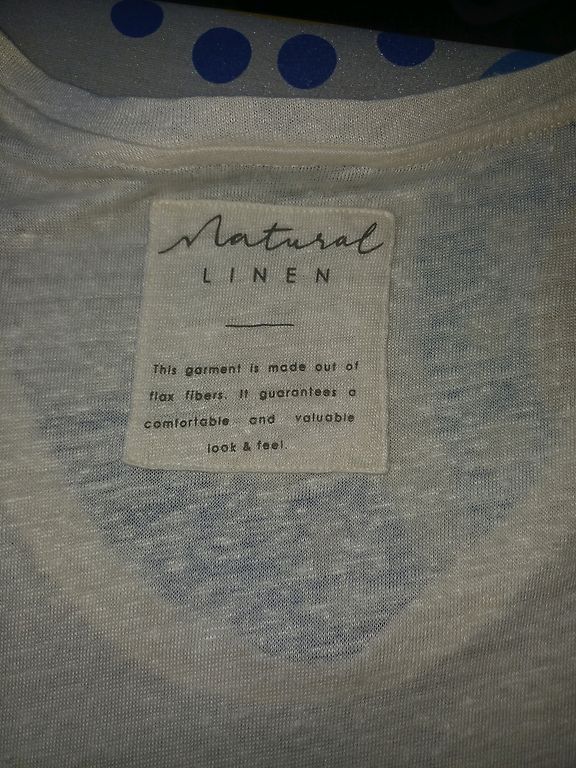 Natural
LINEN
This garment is made out of
flax fibers. It guarantees a
comfortable and valuable
look & feel.